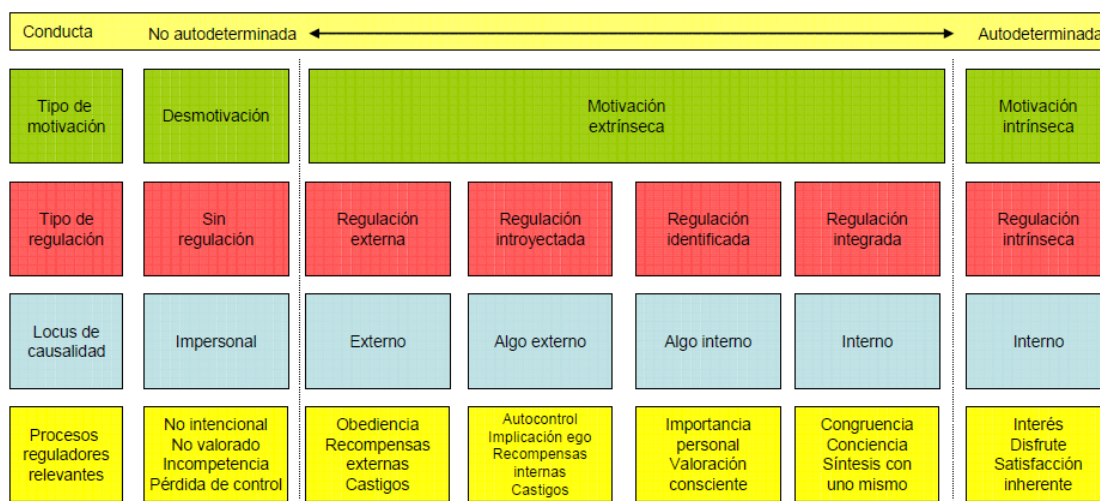 Conducta No autodeterminada Autodeterminada
Tipo de
motivación
Desmotivación
Motivación
extrínseca
Motivación
intrínseca
Tipo de
regulación
Sin
regulación
Regulación
externa
Regulación
introyectada
Regulación
identificada
Regulación
integrada
Regulación
intrínseca
Locus de
causalidad
Impersonal
Externo
Algo externo
Algo interno
Interno
Interno
Procesos
reguladores
relevantes
No intencional
No valorado
Incompetencia
Pérdida de control
Obediencia
Recompensas
externas
Castigos
Autocontrol
Implicación ego
Recompensas
internas
Castigos
Importancia
personal
Valoración
consciente
Congruencia
Conciencia
Síntesis con
uno mismo
Interés
Disfrute
Satisfacción
inherente